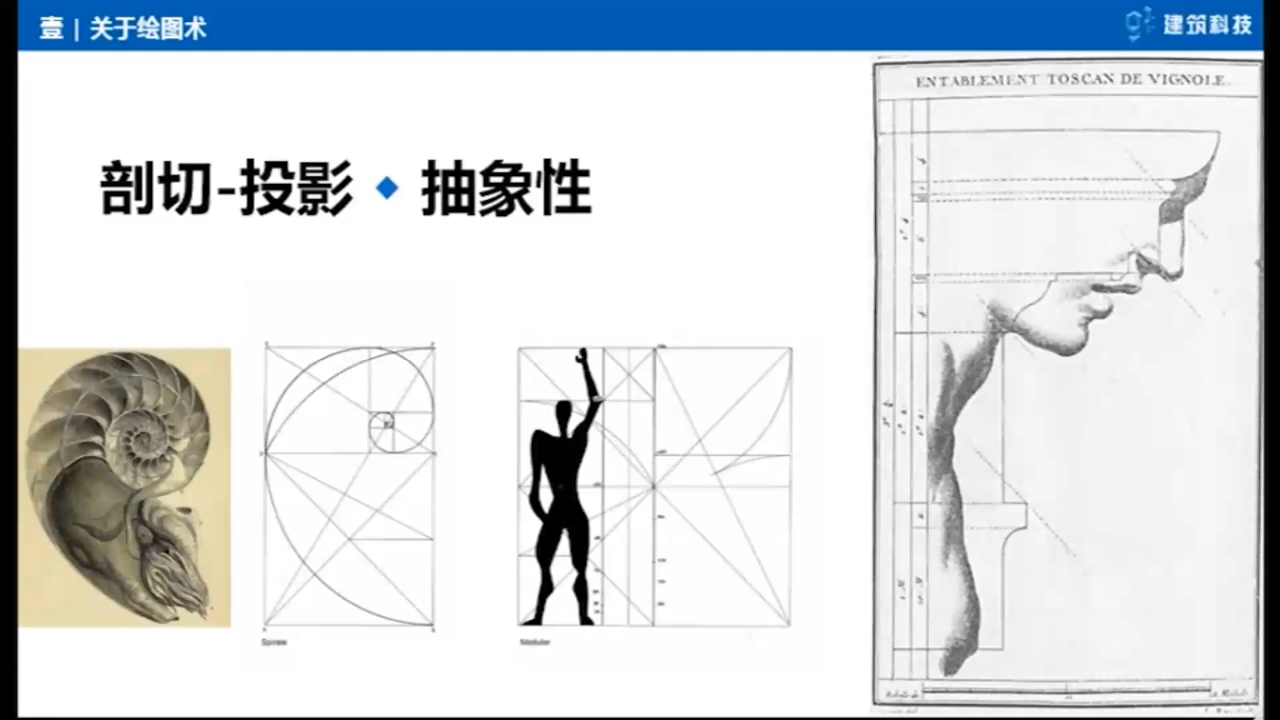 壹 | 关于绘图术
建筑科技
剖切-投影 ◆ 抽象性
ENTABLEMENT TOSCAN DE VIGNOLE.
Spirale
Modulor